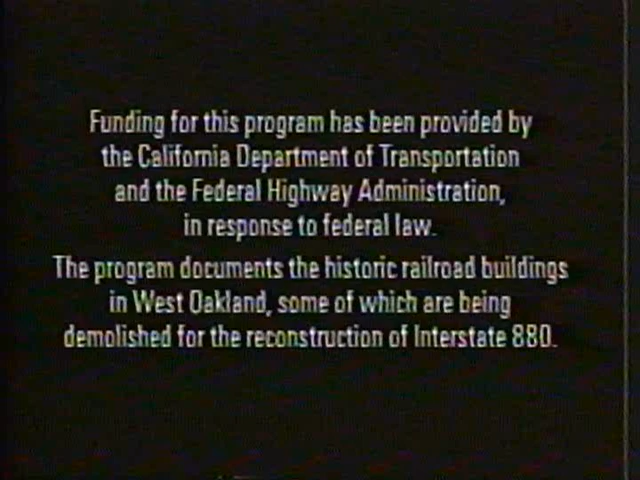 Funding for this program has been provided by
the California Department of Transportation
and the Federal Highway Administration,
in response to federal law.
The program documents the historic railroad buildings
in West Oakland, some of which are being
demolished for the reconstruction of Interstate 880.